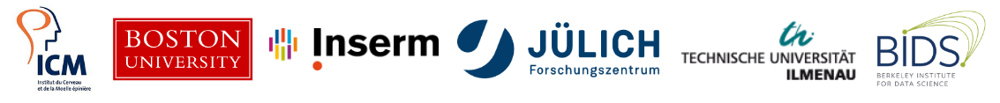 ICM
Institut du Cerveau
et de la Moelle épinière
BOSTON
UNIVERSITY
Inserm
JÜLICH
Forschungszentrum
th
TECHNISCHE UNIVERSITÄT
ILMENAU
BIDS
BERKELEY INSTITUTE
FOR DATA SCIENCE